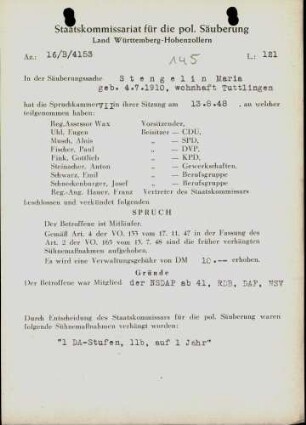 Staatskommissariat für die pol. Säuberung
Land Württemberg-Hohenzollern
Az.: 16/B/4153
145
L.: 121
In der Säuberungssache Stengelin Maria
geb. 4.7.1910, wohnhaft Tuttlingen
hat die Spruchkammer VII in ihrer Sitzung am 13.8.48, an welcher
teilgenommen haben:
Reg.Assessor Wax Vorsitzender,
Uhl, Eugen Beisitzer — CDU,
Musch, Alois „ — SPD,
Fischer, Paul „ — DVP,
Fink, Gottlieb „ — KPD,
Steinacher, Anton „ — Gewerkschaften.
Schwarz, Emil „ — Berufsgruppe
Schneckenburger, Josef „ — Berufsgruppe
Reg.-Ang. Hauer, Franz Vertreter des Staatskommissars
beschlossen und verkündet folgenden
SPRUCH
Der Betroffene ist Mitläufer.
Gemäß Art. 4 der VO. 133 vom 17. 11. 47 in der Fassung des
Art. 2 der VO. 165 vom 13. 7. 48 sind die früher verhängten
Sühnemaßnahmen aufgehoben.
Es wird eine Verwaltungsgebühr von DM 10.-- erhoben.
Gründe
Der Betroffene war Mitglied der NSDAP ab 41, RDB, DAF, NSV
Durch Entscheidung des Staatskommissars für die pol. Säuberung waren
folgende Sühnemaßnahmen verhängt worden:
"1 DA-Stufen, 11b, auf 1 Jahr"